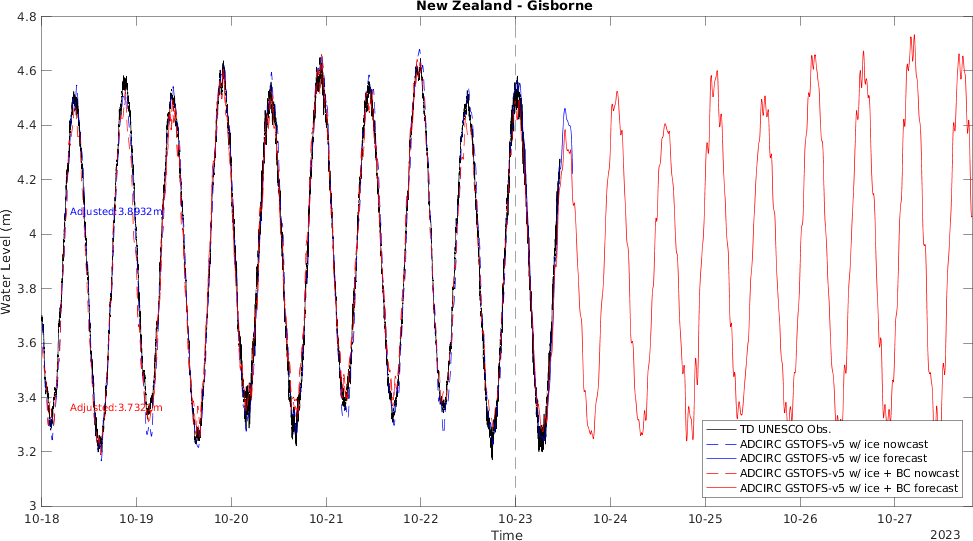 New Zealand - Gisborne
4.8
4.6
4.4
4.2
4
3.8
3.6
3.4
3.2
3
Water Level (m)
Adjusted:3.8932m
TD UNESCO Obs.
ADCIRC GSTOFS-v5 w/ ice nowcast
ADCIRC GSTOFS-v5 w/ ice forecast
ADCIRC GSTOFS-v5 w/ ice + BC nowcast
ADCIRC GSTOFS-v5 w/ ice + BC forecast
10-18 10-19 10-20 10-21 10-22 10-23 10-24 10-25 10-26 10-27
Time
2023